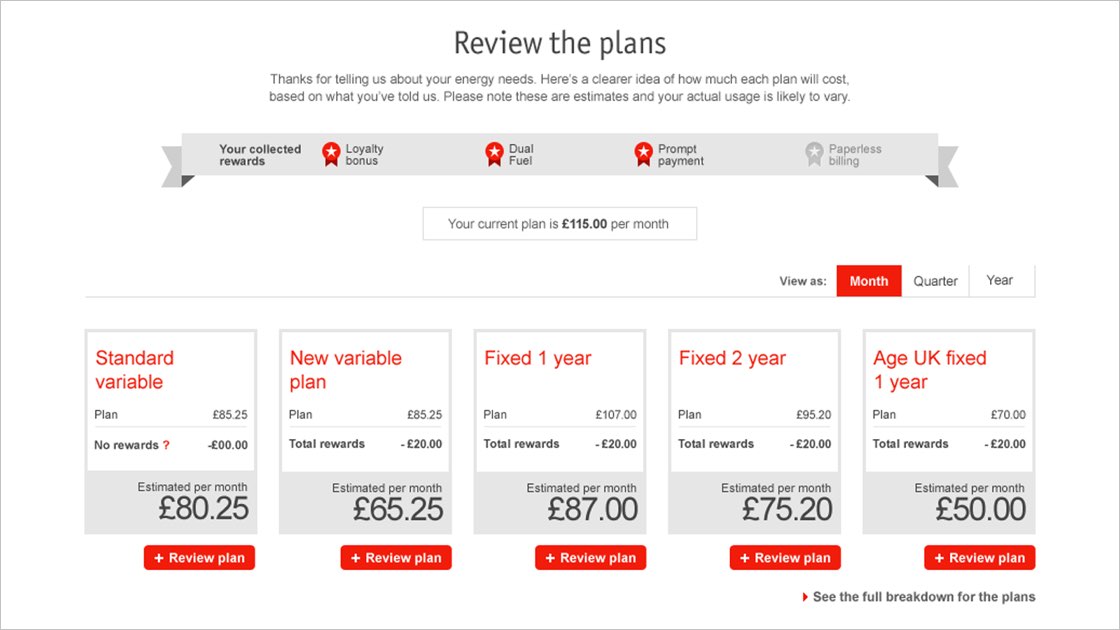 Review the plans
Thanks for telling us about your energy needs. Here's a clearer idea of how much each plan will cost,
based on what you've told us. Please note these are estimates and your actual usage is likely to vary.
Your collected
rewards
Loyalty
bonus
Dual
Fuel
Prompt
payment
Paperless
billing
Your current plan is £115.00 per month
View as: Month Quarter Year
Standard
variable
Plan £85.25
No rewards ? -£00.00
Estimated per month
£80.25
+ Review plan
New variable
plan
Plan £85.25
Total rewards - £20.00
Estimated per month
£65.25
+ Review plan
Fixed 1 year
Plan £107.00
Total rewards - £20.00
Estimated per month
£87.00
+ Review plan
Fixed 2 year
Plan £95.20
Total rewards - £20.00
Estimated per month
£75.20
+ Review plan
Age UK fixed
1 year
Plan £70.00
Total rewards - £20.00
Estimated per month
£50.00
+ Review plan
See the full breakdown for the plans